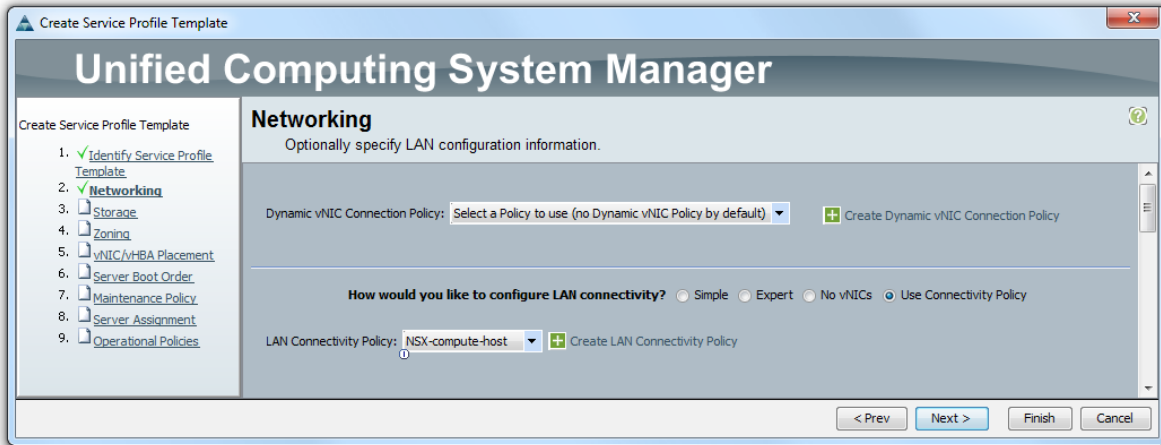 Create Service Profile Template
x
Unified Computing System Manager
Create Service Profile Template
1. Identify Service Profile
Template
2. Networking
3. Storage
4. Zoning
5. vNIC/vHBA Placement
6. Server Boot Order
7. Maintenance Policy
8. Server Assignment
9. Operational Policies
Networking
?
Optionally specify LAN configuration information.
Dynamic vNIC Connection Policy: Select a Policy to use (no Dynamic vNIC Policy by default) Create Dynamic vNIC Connection Policy
How would you like to configure LAN connectivity? Simple Expert No vNICs Use Connectivity Policy
LAN Connectivity Policy: NSX-compute-host Create LAN Connectivity Policy
< Prev Next > Finish Cancel